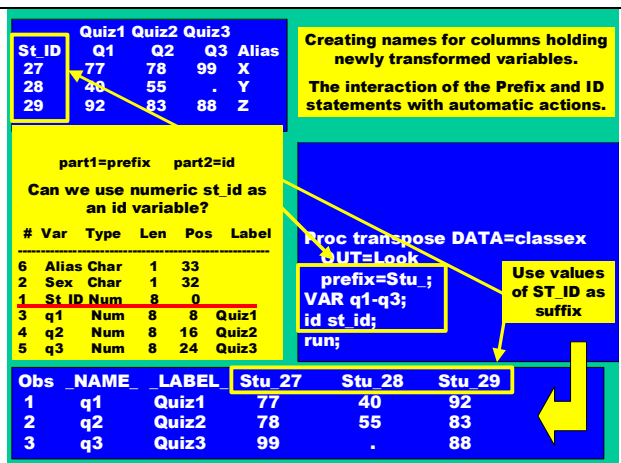 Quiz1 Quiz2 Quiz3
St_ID Q1 Q2 Q3 Alias
27 77 78 99 X
28 40 55 . Y
29 92 83 88 Z
Creating names for columns holding
newly transformed variables.
The interaction of the Prefix and ID
statements with automatic actions.
part1=prefix part2=id
Can we use numeric st_id as
an id variable?
# Var Type Len Pos Label
------------------------------------------------------
6 Alias Char 1 33
2 Sex Char 1 32
1 St_ID Num 8 0
3 q1 Num 8 8 Quiz1
4 q2 Num 8 16 Quiz2
5 q3 Num 8 24 Quiz3
Proc transpose DATA=classex
OUT=Look
prefix=Stu_;
VAR q1-q3;
id st_id;
run;
Use values
of ST_ID as
suffix
Obs _NAME_ _LABEL_ Stu_27 Stu_28 Stu_29
1 q1 Quiz1 77 40 92
2 q2 Quiz2 78 55 83
3 q3 Quiz3 99 . 88